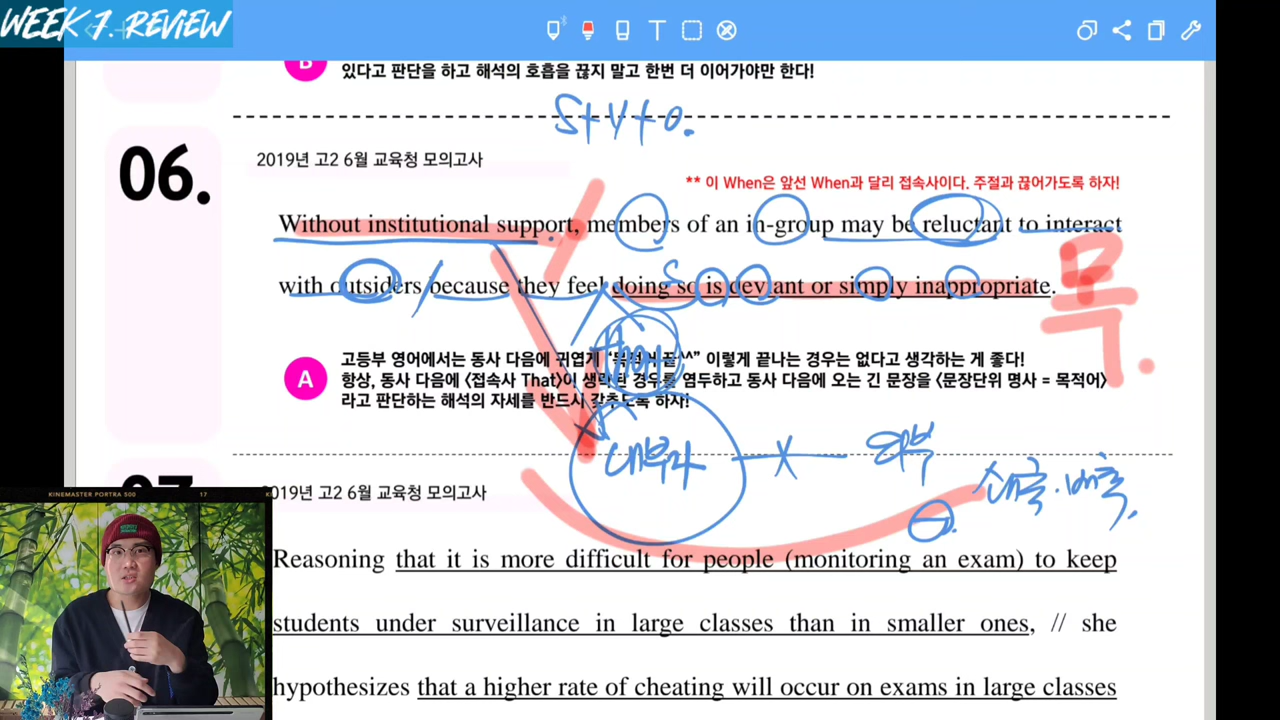 WEEK 7. REVIEW
B
있다고 판단을 하고 해석의 호흡을 끊지 말고 한번 더 이어가야만 한다!
S+V+O.
06.
2019년 고2 6월 교육청 모의고사
** 이 When은 앞선 When과 달리 접속사이다. 주절과 끊어가도록 하자!
Without institutional support, members of an in-group may be reluctant to interact
with outsiders because they feel doing so is deviant or simply inappropriate.
S
목.
that
A
고등부 영어에서는 동사 다음에 귀엽게 “목적어 끝^^” 이렇게 끝나는 경우는 없다고 생각하는 게 좋다!
항상, 동사 다음에 <접속사 That>이 생략된 경우를 염두하고 동사 다음에 오는 긴 문장을 <문장단위 명사 = 목적어>
라고 판단하는 해석의 자세를 반드시 갖추도록 하자!
내부자 X 외부
2019년 고2 6월 교육청 모의고사
Reasoning that it is more difficult for people (monitoring an exam) to keep
students under surveillance in large classes than in smaller ones, // she
hypothesizes that a higher rate of cheating will occur on exams in large classes
KINEMASTER PORTRA 500
17